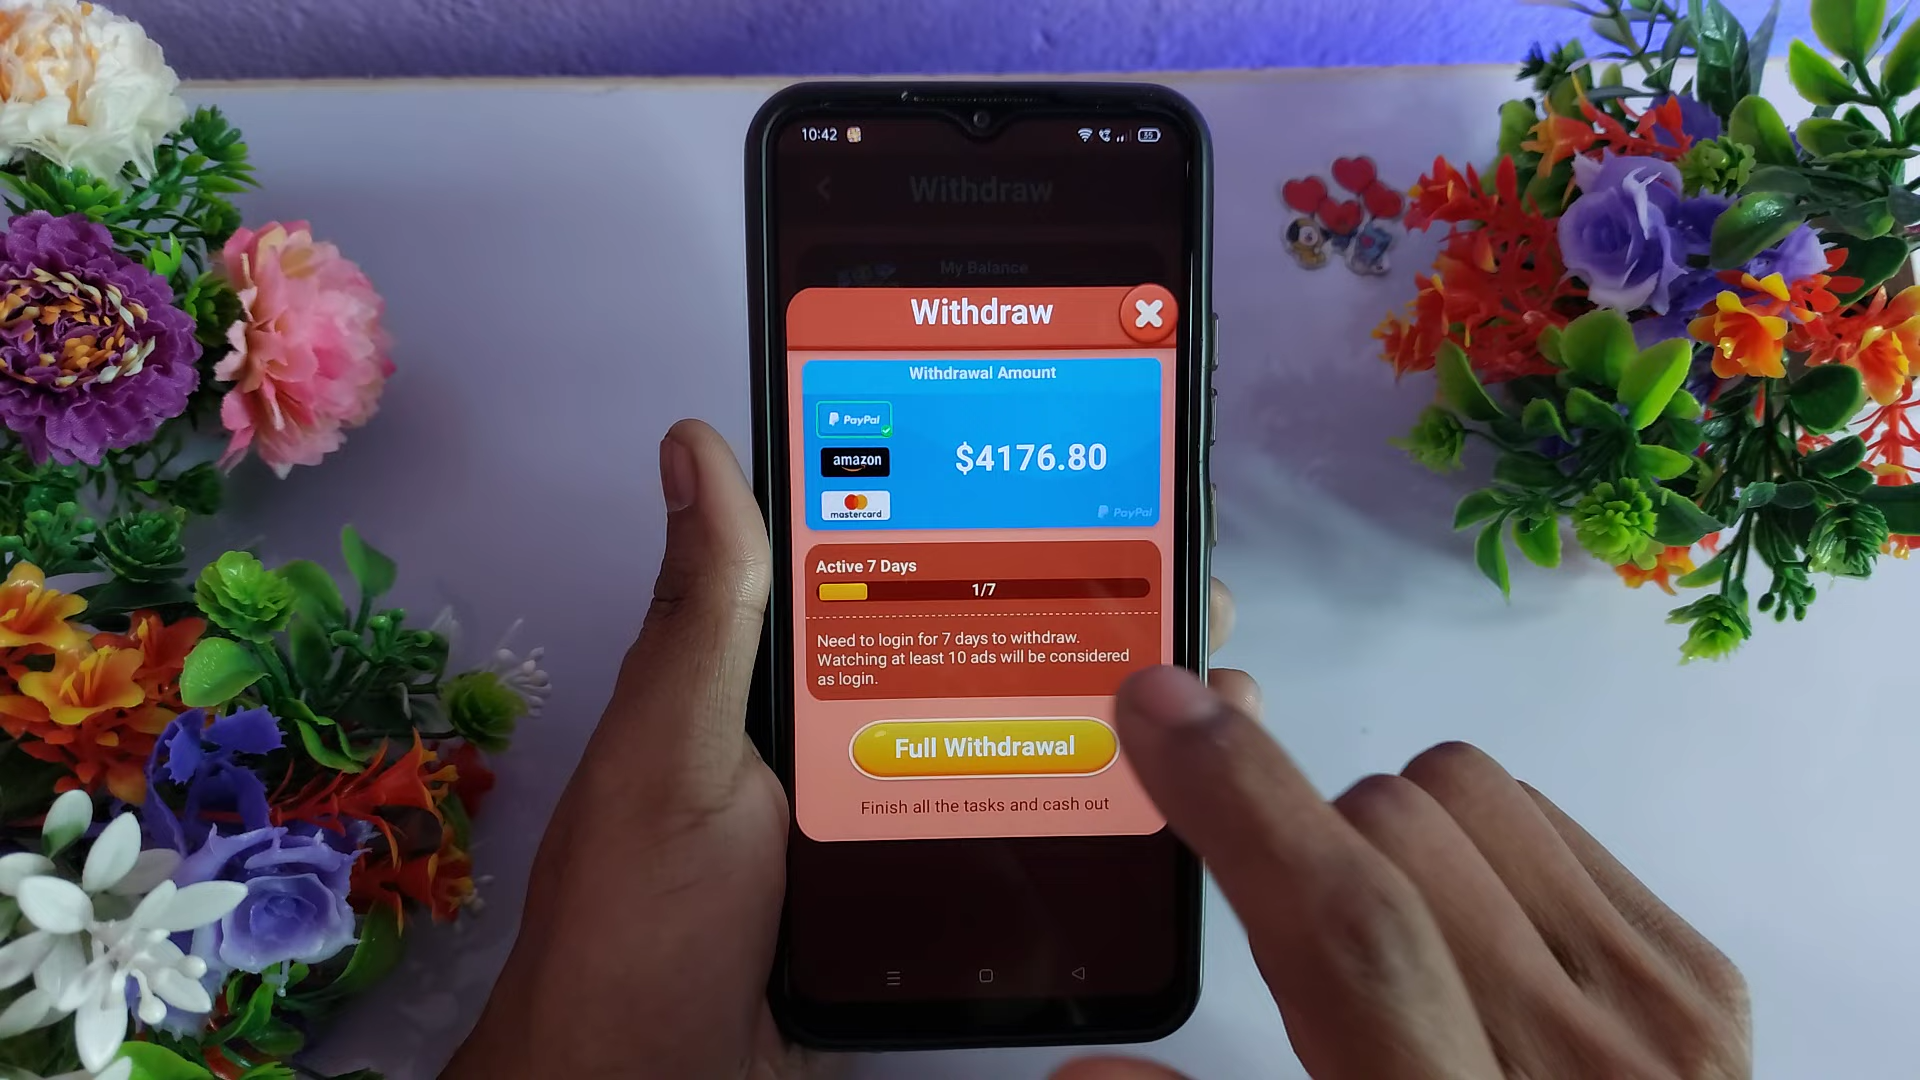 10:42
35
Withdraw
My Balance
Withdraw
Withdrawal Amount
PayPal
amazon
mastercard
$4176.80
PayPal
Active 7 Days
1/7
Need to login for 7 days to withdraw.
Watching at least 10 ads will be considered
as login.
Full Withdrawal
Finish all the tasks and cash out